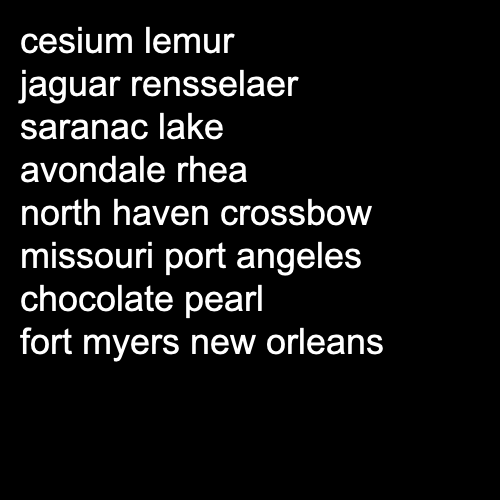 cesium lemur
jaguar rensselaer
saranac lake
avondale rhea
north haven crossbow
missouri port angeles
chocolate pearl
fort myers new orleans